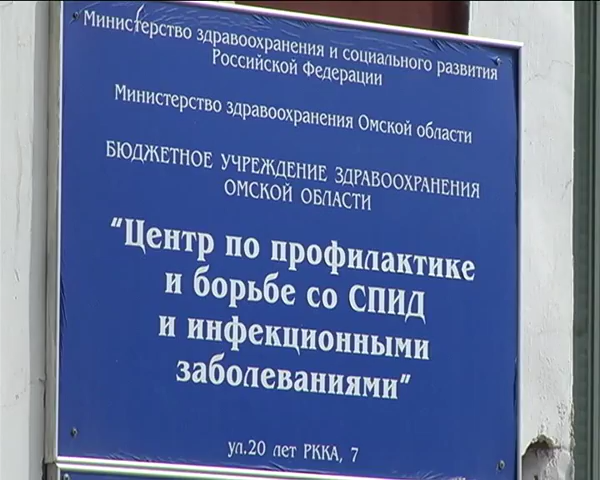 Министерство здравоохранения и социального развития
Российской Федерации
Министерство здравоохранения Омской области
БЮДЖЕТНОЕ УЧРЕЖДЕНИЕ ЗДРАВООХРАНЕНИЯ
ОМСКОЙ ОБЛАСТИ
“Центр по профилактике
и борьбе со СПИД
и инфекционными
заболеваниями”
ул.20 лет РККА, 7